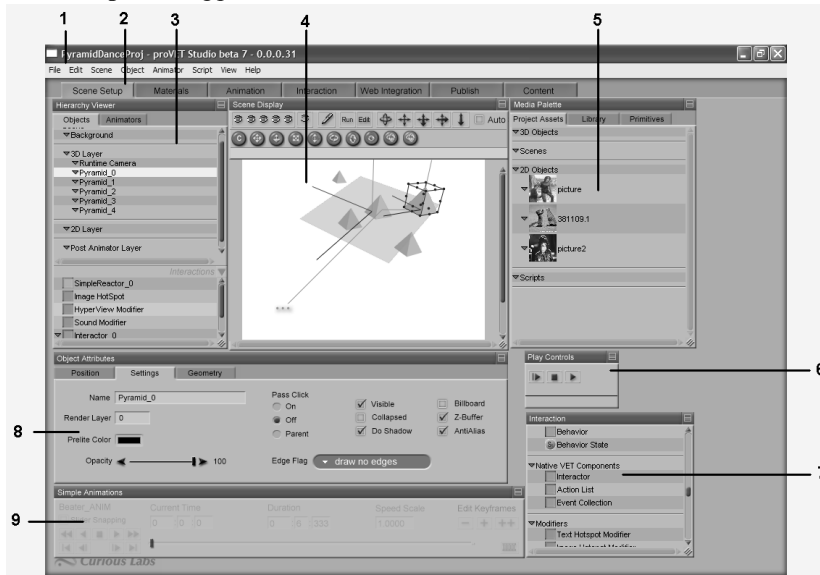 1 2 3 4 5
PyramidDanceProj - proVET Studio beta 7 - 0.0.0.31
File Edit Scene Object Animator Script View Help
Scene Setup Materials Animation Interaction Web Integration Publish Content
Hierarchy Viewer
Objects Animators
Background
3D Layer
Runtime Camera
Pyramid_0
Pyramid_1
Pyramid_2
Pyramid_3
Pyramid_4
2D Layer
Post Animator Layer
Interactions
SimpleReactor_0
Image HotSpot
HyperView Modifier
Sound Modifier
Interactor_0
Scene Display
Run Edit Auto
Media Palette
Project Assets Library Primitives
3D Objects
Scenes
2D Objects
picture
381109.1
picture2
Scripts
Object Attributes
Position Settings Geometry
Name Pyramid_0
Render Layer 0
Prelite Color
Opacity 100
Pass Click
On
Off
Parent
Visible
Collapsed
Do Shadow
Billboard
Z-Buffer
AntiAlias
Edge Flag draw no edges
8
Play Controls
6
Interaction
Behavior
Behavior State
Native VET Components
Interactor
Action List
Event Collection
Modifiers
Text Hotspot Modifier
Image Hotspot Modifier
7
Simple Animations
Beater_ANIM Current Time Duration Speed Scale Edit Keyframes
Snapping 0 0 0 0 6 333 1.0000
9
Curious Labs